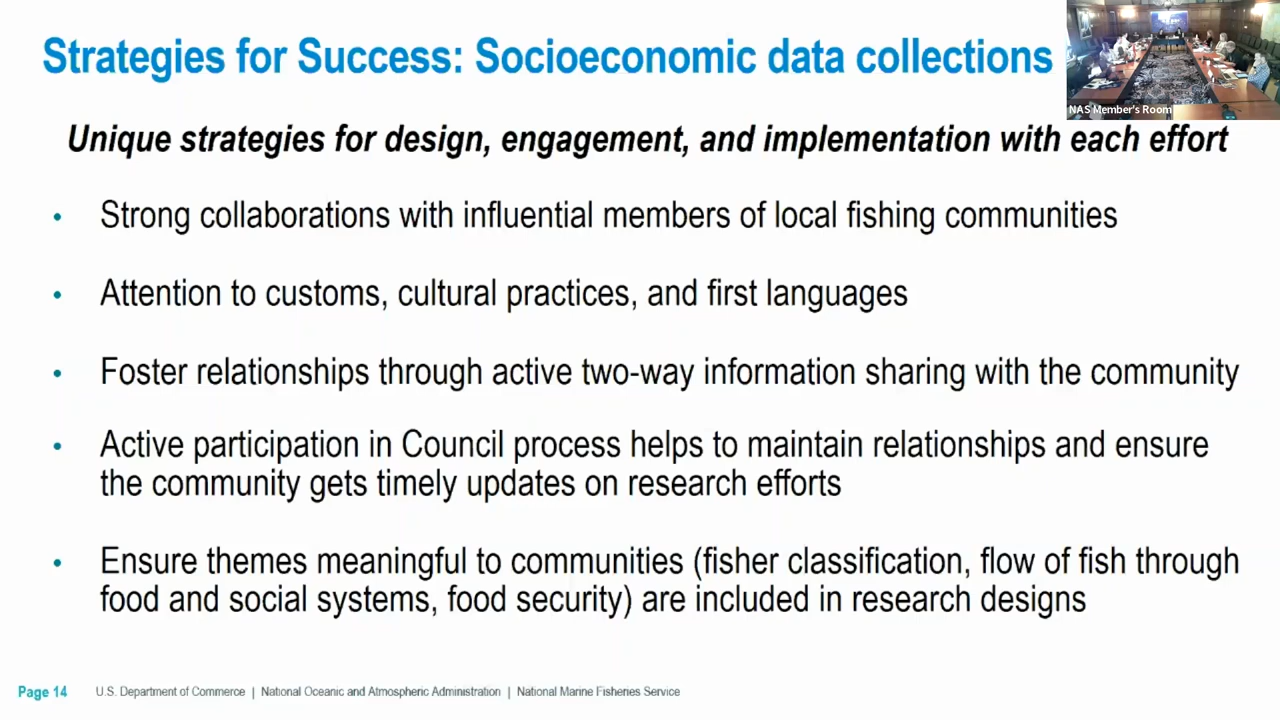 Strategies for Success: Socioeconomic data collections
NAS Member's Room
Unique strategies for design, engagement, and implementation with each effort
• Strong collaborations with influential members of local fishing communities
• Attention to customs, cultural practices, and first languages
• Foster relationships through active two-way information sharing with the community
• Active participation in Council process helps to maintain relationships and ensure
the community gets timely updates on research efforts
• Ensure themes meaningful to communities (fisher classification, flow of fish through
food and social systems, food security) are included in research designs
Page 14 U.S. Department of Commerce | National Oceanic and Atmospheric Administration | National Marine Fisheries Service